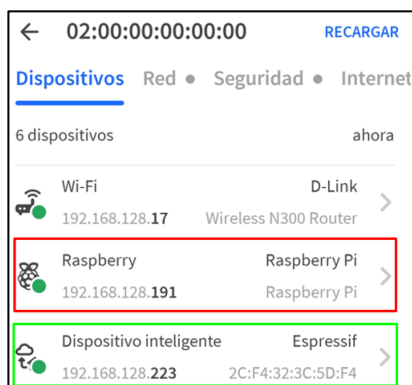 02:00:00:00:00:00 RECARGAR
Dispositivos Red Seguridad Internet
6 dispositivos ahora
Wi-Fi D-Link
192.168.128.17 Wireless N300 Router
Raspberry Raspberry Pi
192.168.128.191 Raspberry Pi
Dispositivo inteligente Espressif
192.168.128.223 2C:F4:32:3C:5D:F4